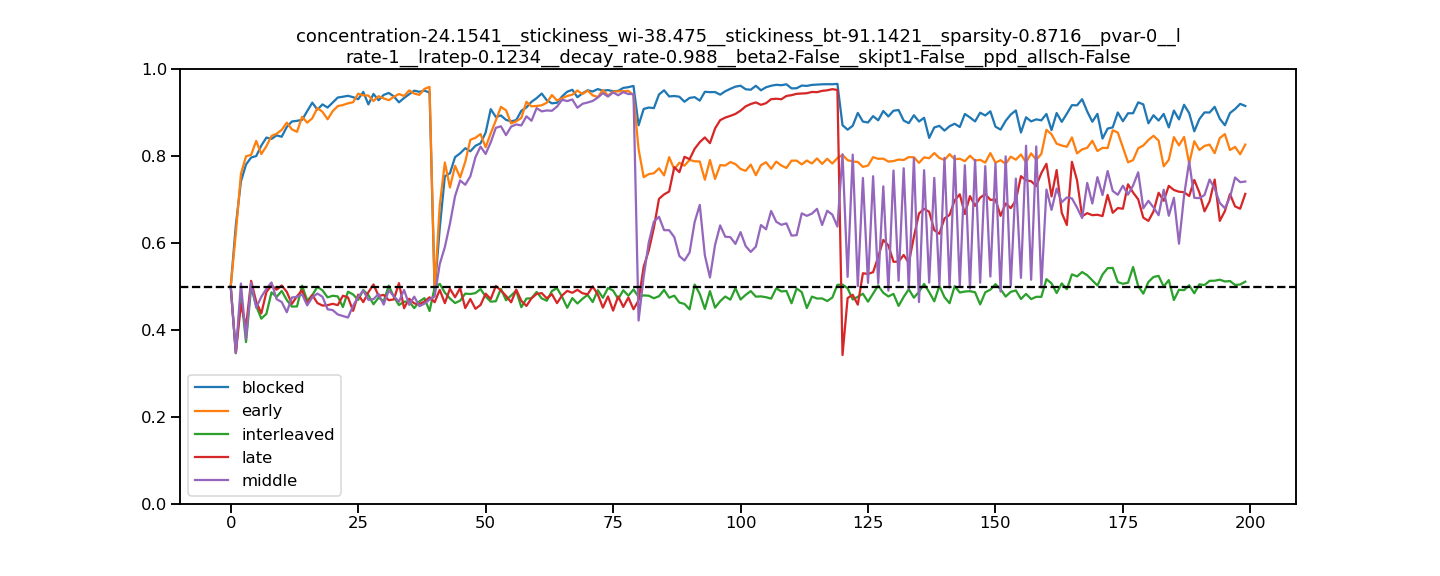 concentration-24.1541__stickiness_wi-38.475__stickiness_bt-91.1421__sparsity-0.8716__pvar-0__l
rate-1__lratep-0.1234__decay_rate-0.988__beta2-False__skipt1-False__ppd_allsch-False
1.0
0.8
0.6
0.4
0.2
0.0
blocked
early
interleaved
late
middle
0 25 50 75 100 125 150 175 200